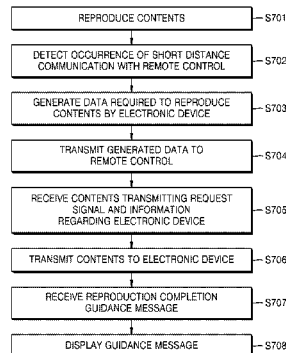 REPRODUCE CONTENTS
S701
DETECT OCCURRENCE OF SHORT DISTANCE
COMMUNICATION WITH REMOTE CONTROL
S702
GENERATE DATA REQUIRED TO REPRODUCE
CONTENTS BY ELECTRONIC DEVICE
S703
TRANSMIT GENERATED DATA TO
REMOTE CONTROL
S704
RECEIVE CONTENTS TRANSMITTING REQUEST
SIGNAL AND INFORMATION
REGARDING ELECTRONIC DEVICE
S705
TRANSMIT CONTENTS TO ELECTRONIC DEVICE
S706
RECEIVE REPRODUCTION COMPLETION
GUIDANCE MESSAGE
S707
DISPLAY GUIDANCE MESSAGE
S708